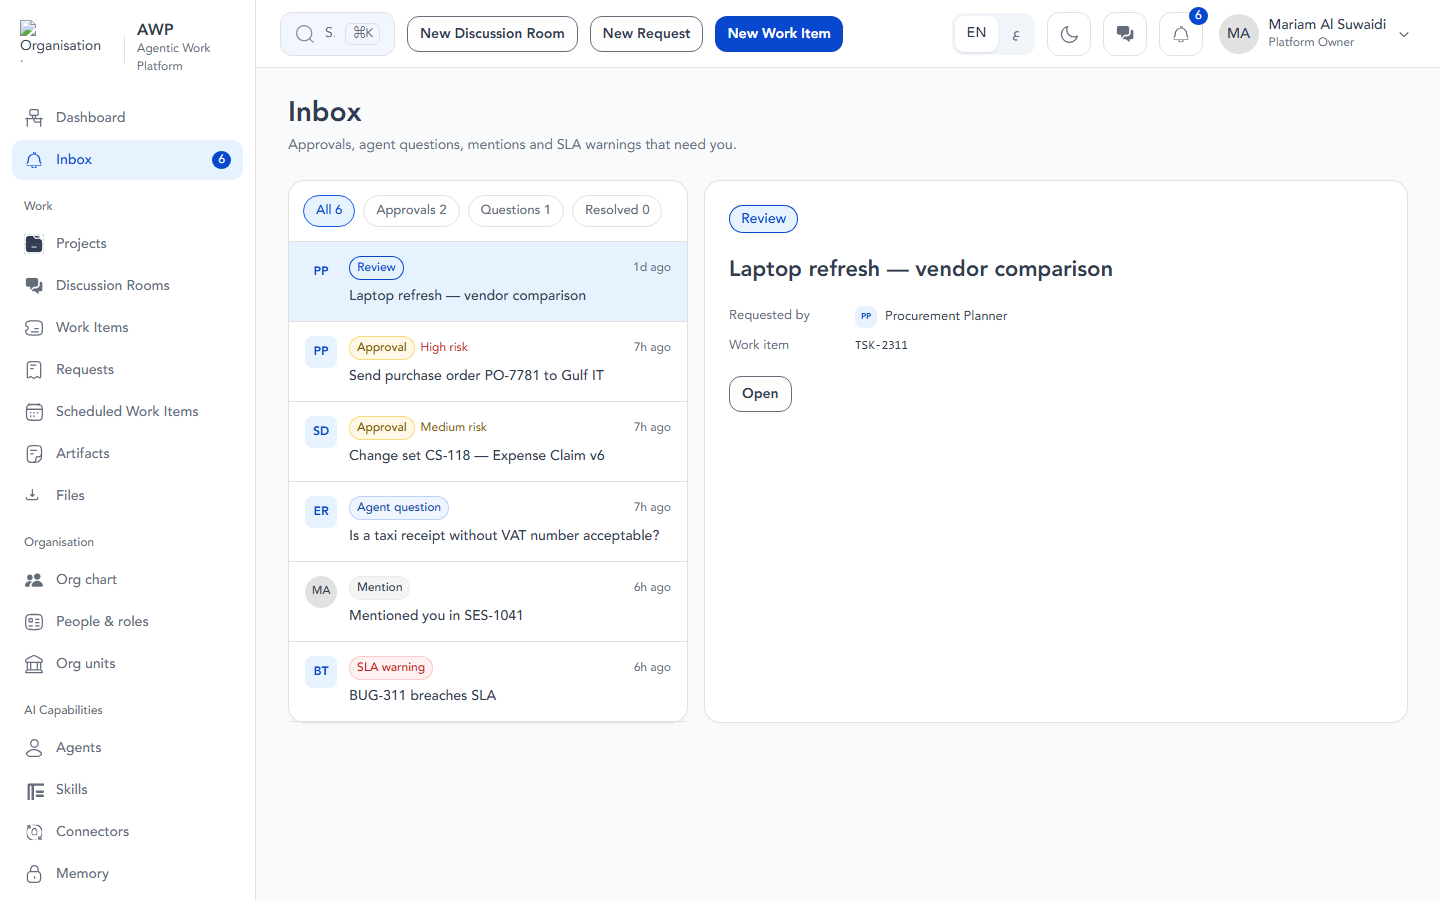 Organisation
.
AWP
Agentic Work
Platform
S.
⌘K
New Discussion Room
New Request
New Work Item
EN
ع
6
MA
Mariam Al Suwaidi
Platform Owner
Dashboard
Inbox
6
Work
Projects
Discussion Rooms
Work Items
Requests
Scheduled Work Items
Artifacts
Files
Organisation
Org chart
People & roles
Org units
AI Capabilities
Agents
Skills
Connectors
Memory
Inbox
Approvals, agent questions, mentions and SLA warnings that need you.
All 6
Approvals 2
Questions 1
Resolved 0
PP
Review
1d ago
Laptop refresh — vendor comparison
PP
Approval
High risk
7h ago
Send purchase order PO-7781 to Gulf IT
SD
Approval
Medium risk
7h ago
Change set CS-118 — Expense Claim v6
ER
Agent question
7h ago
Is a taxi receipt without VAT number acceptable?
MA
Mention
6h ago
Mentioned you in SES-1041
BT
SLA warning
6h ago
BUG-311 breaches SLA
Review
Laptop refresh — vendor comparison
Requested by
PP
Procurement Planner
Work item
TSK-2311
Open